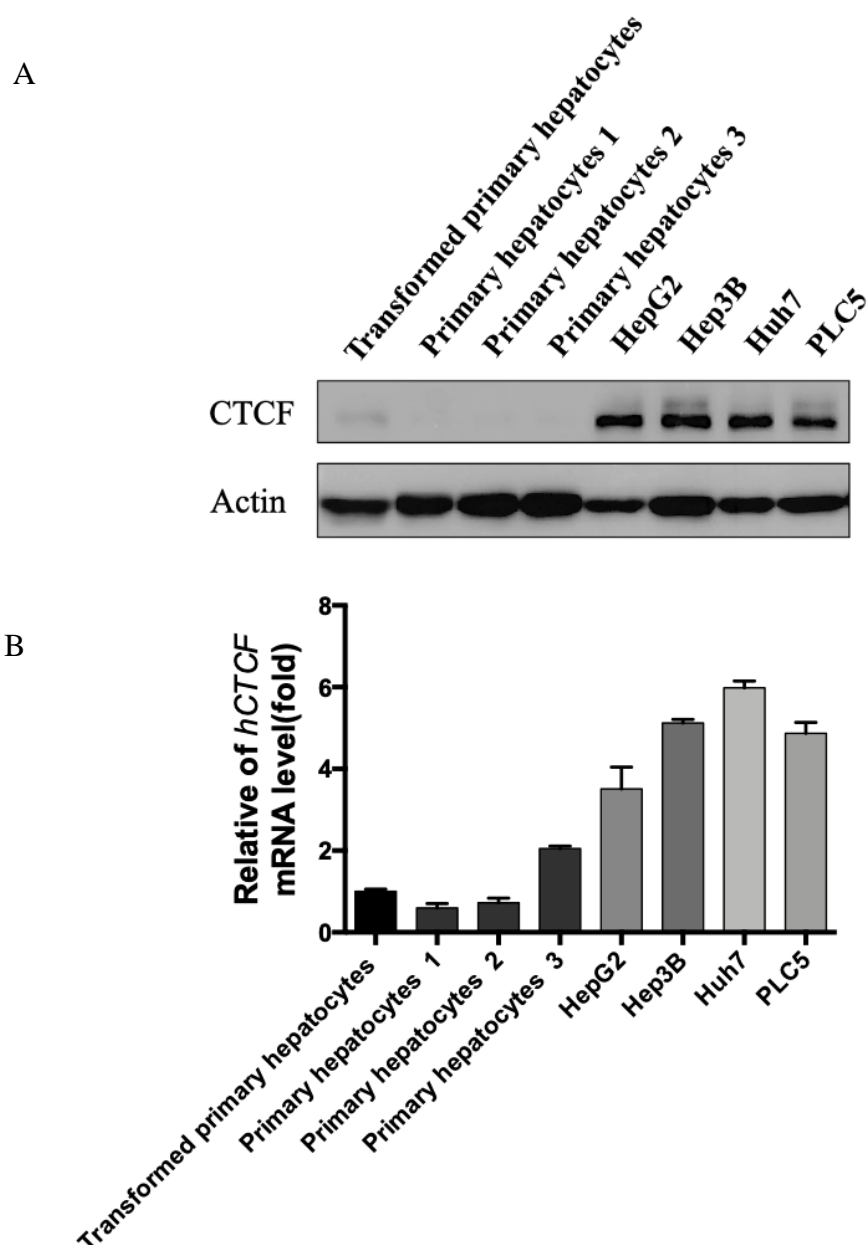 A
Transformed primary hepatocytes
Primary hepatocytes 1
Primary hepatocytes 2
Primary hepatocytes 3
HepG2
Hep3B
Huh7
PLC5
CTCF
Actin
B
Relative of hCTCF
mRNA level(fold)
8
6
4
2
0
Transformed primary hepatocytes
Primary hepatocytes 1
Primary hepatocytes 2
Primary hepatocytes 3
HepG2
Hep3B
Huh7
PLC5